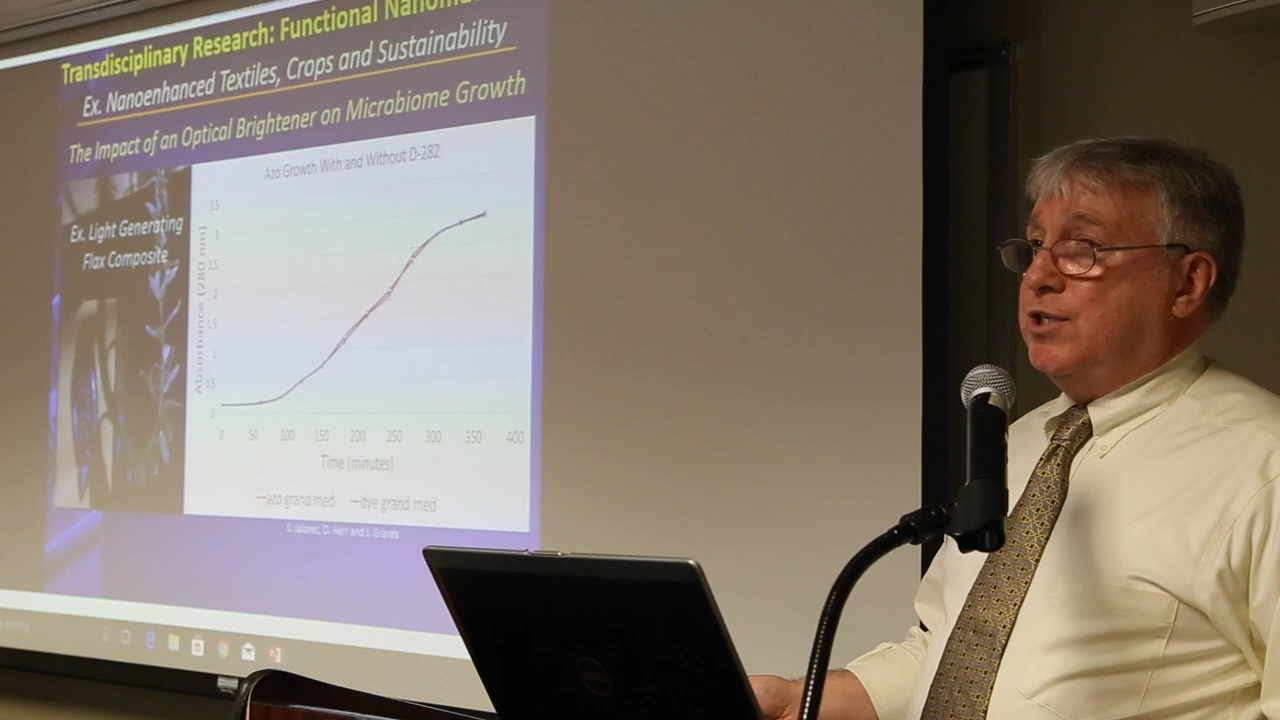 Transdisciplinary Research: Functional
Ex. Nanoenhanced Textiles, Crops and Sustainability
The Impact of an Optical Brightener on Microbiome Growth
Ex. Light Generating
Flax Composite
Azo Growth With and Without D-282
Absorbance (280 nm)
3.5
3
2.5
2
1.5
1
0.5
0
0 50 100 150 200 250 300 350 400
Time (minutes)
azo grand med dye grand med
S. Jalovec, D. Herr and J. Graves